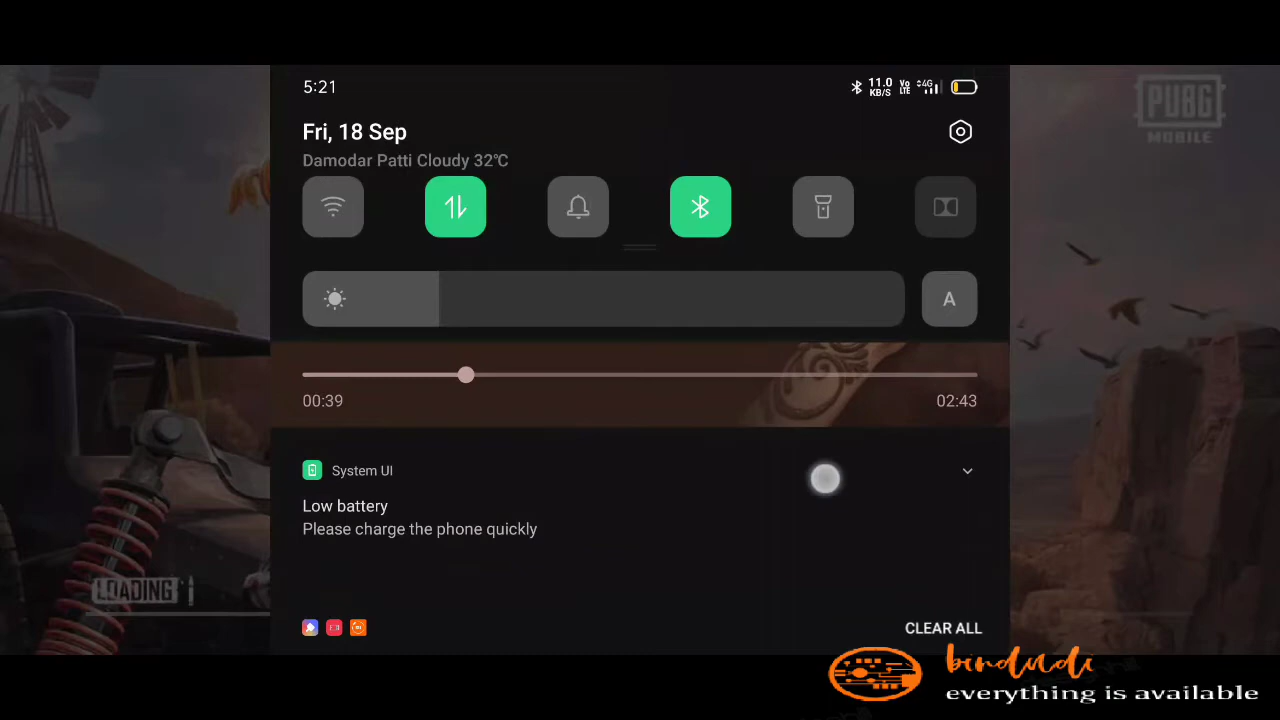 PUBG
MOBILE
5:21
11.0
KB/S
Vo
LTE
4G
Fri, 18 Sep
Damodar Patti Cloudy 32℃
A
00:39
02:43
System UI
Low battery
Please charge the phone quickly
LOADING
CLEAR ALL
everything is available